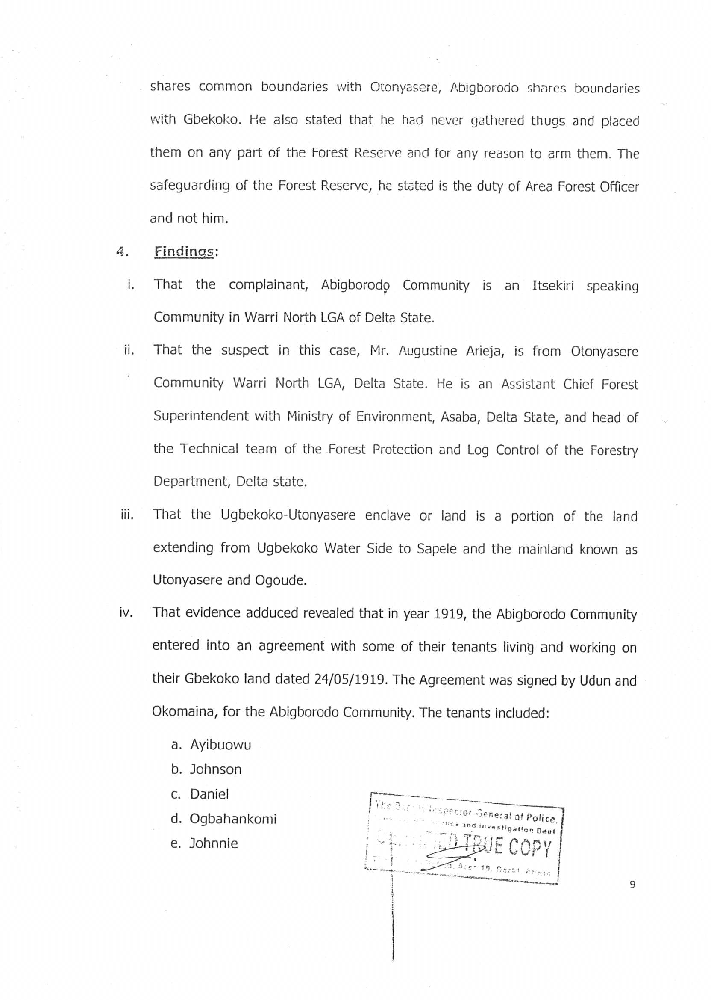 shares common boundaries with Otonyasere, Abigborodo shares boundaries
with Gbekoko. He also stated that he had never gathered thugs and placed
them on any part of the Forest Reserve and for any reason to arm them. The
safeguarding of the Forest Reserve, he stated is the duty of Area Forest Officer
and not him.
4. Findings:
i. That the complainant, Abigborodo Community is an Itsekiri speaking
Community in Warri North LGA of Delta State.
ii. That the suspect in this case, Mr. Augustine Arieja, is from Otonyasere
Community Warri North LGA, Delta State. He is an Assistant Chief Forest
Superintendent with Ministry of Environment, Asaba, Delta State, and head of
the Technical team of the Forest Protection and Log Control of the Forestry
Department, Delta state.
iii. That the Ugbekoko-Utonyasere enclave or land is a portion of the land
extending from Ugbekoko Water Side to Sapele and the mainland known as
Utonyasere and Ogoude.
iv. That evidence adduced revealed that in year 1919, the Abigborodo Community
entered into an agreement with some of their tenants living and working on
their Gbekoko land dated 24/05/1919. The Agreement was signed by Udun and
Okomaina, for the Abigborodo Community. The tenants included:
a. Ayibuowu
b. Johnson
c. Daniel
d. Ogbahankomi
e. Johnnie
The Inspector-General of Police,
and investigation Dept
TRUE COPY
10, Garki,
9